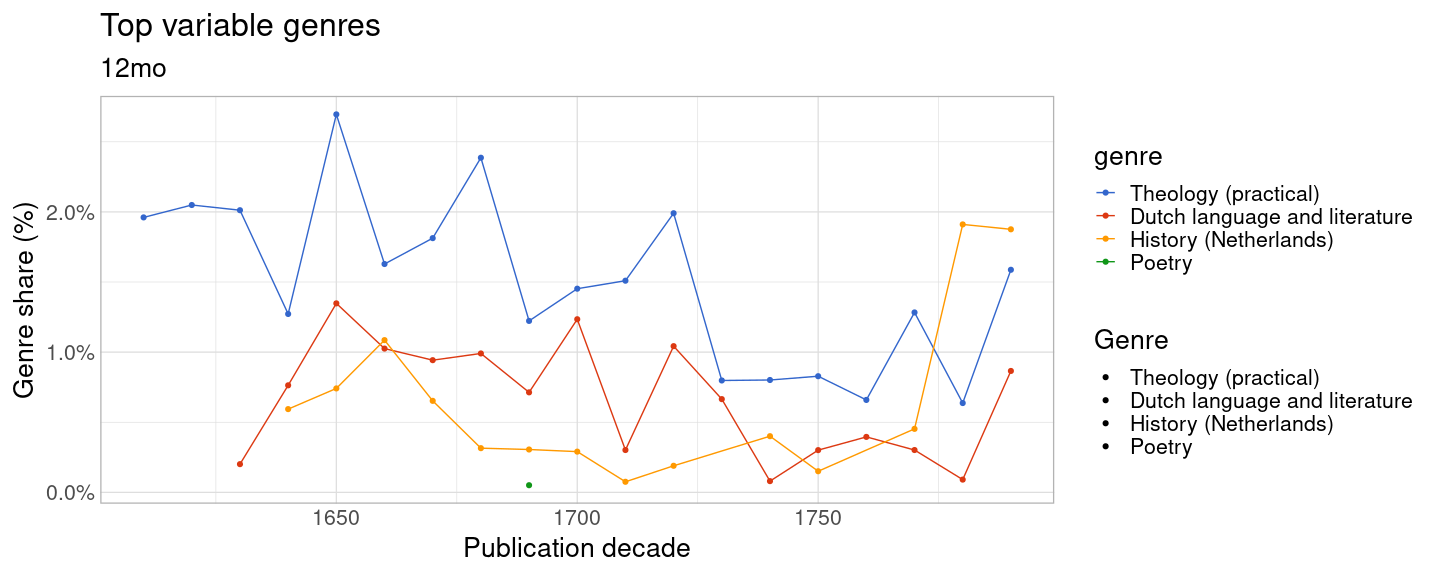 Top variable genres
12mo
Genre share (%)
2.0%
1.0%
0.0%
1650
1700
1750
Publication decade
genre
Theology (practical)
Dutch language and literature
History (Netherlands)
Poetry
Genre
Theology (practical)
Dutch language and literature
History (Netherlands)
Poetry